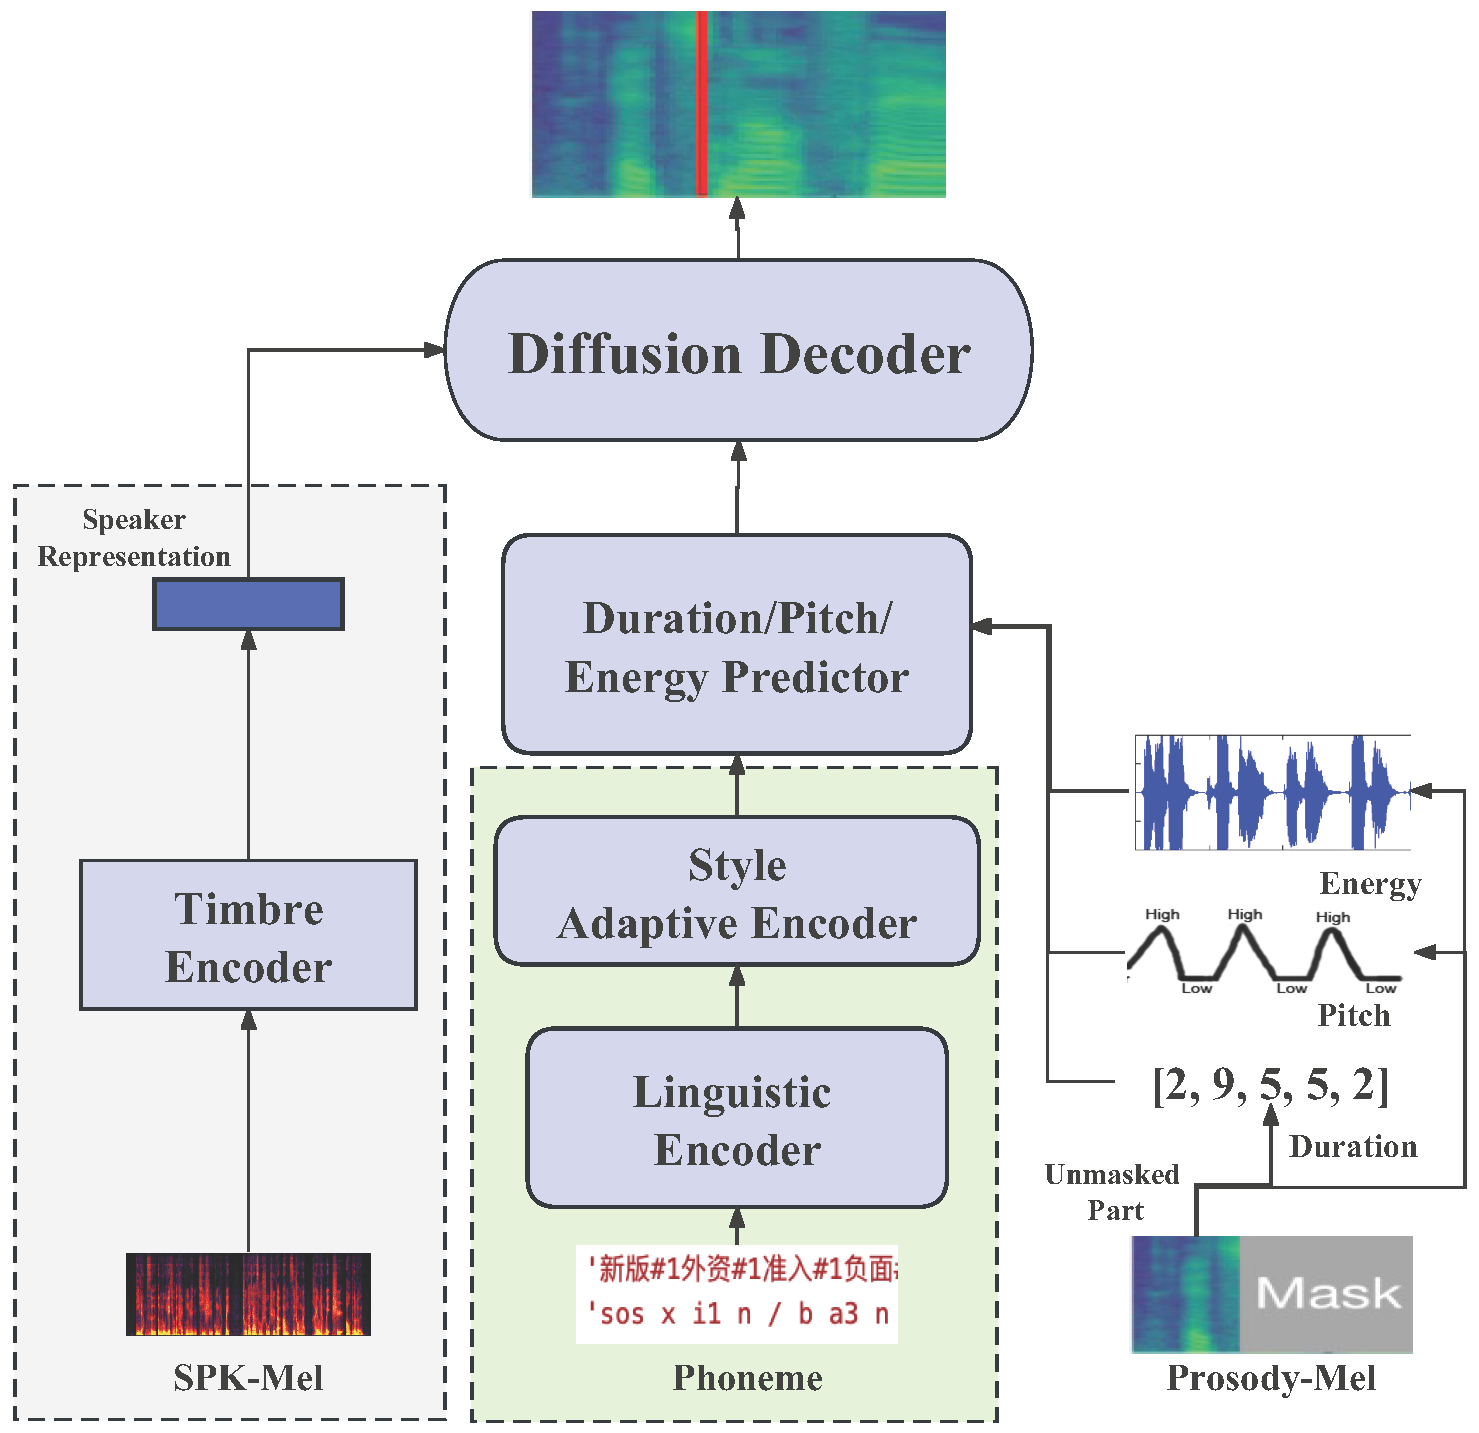 Diffusion Decoder
Speaker
Representation
Duration/Pitch/
Energy Predictor
Style
Adaptive Encoder
Timbre
Encoder
Linguistic
Encoder
'新版#1外资#1准入#1负面#
'sos x i1 n / b a3 n
SPK-Mel
Phoneme
Energy
High High High
Low Low Low
Pitch
[2, 9, 5, 5, 2]
Duration
Unmasked
Part
Mask
Prosody-Mel